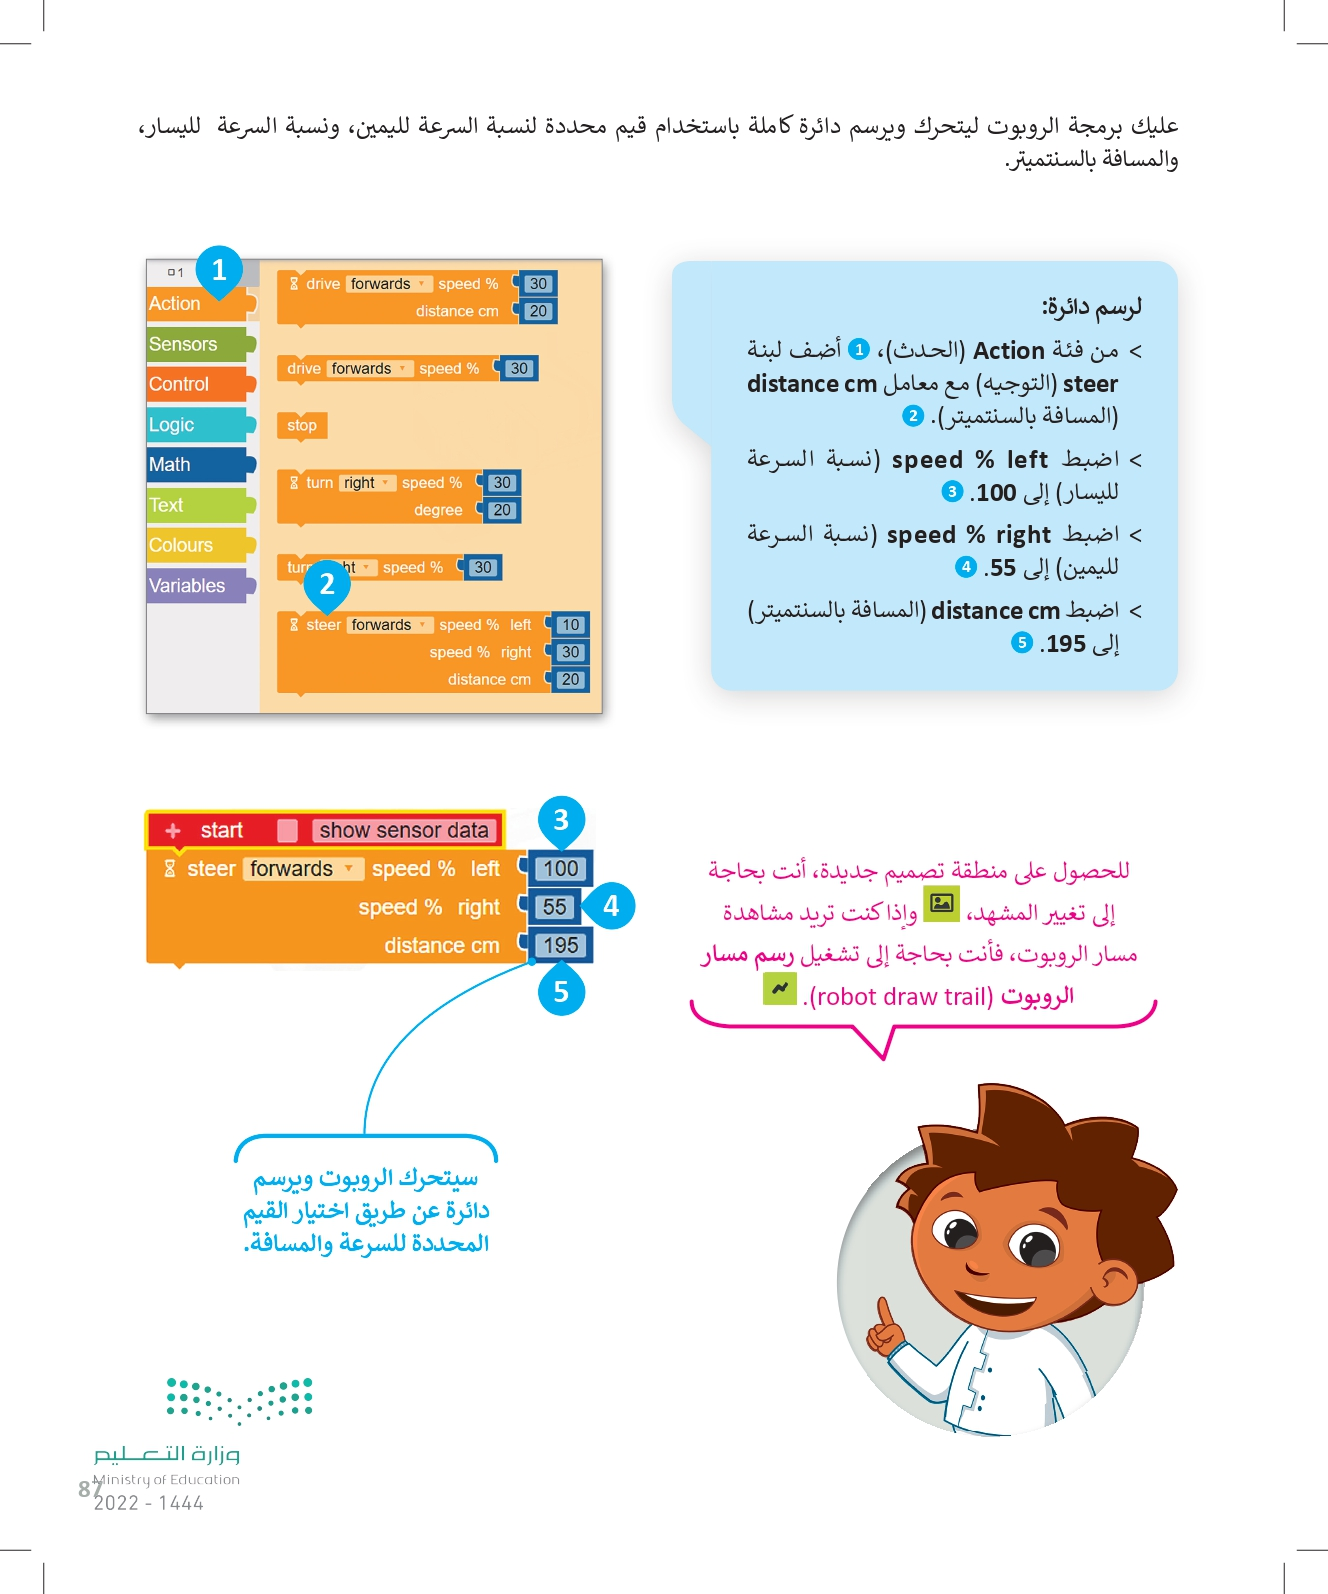 عليك برمجة الروبوت ليتحرك ويرسم دائرة كاملة باستخدام قيم محددة لنسبة السرعة لليمين، ونسبة السرعة لليسار،
والمسافة بالسنتميتر.
لرسم دائرة:
> من فئة Action (الحدث)، 1 أضف لبنة
steer (التوجيه) مع معامل distance cm
(المسافة بالسنتميتر). 2
> اضبط speed % left (نسبة السرعة
لليسار) إلى 100. 3
> اضبط speed % right (نسبة السرعة
لليمين) إلى 55. 4
> اضبط distance cm (المسافة بالسنتميتر)
إلى 195. 5
1
1
Action
Sensors
Control
Logic
Math
Text
Colours
Variables
drive forwards speed % 30
distance cm 20
drive forwards speed % 30
stop
turn right speed % 30
degree 20
turn ht speed % 30
2
steer forwards speed % left 10
speed % right 30
distance cm 20
+ start show sensor data
3
steer forwards speed % left 100
speed % right 55
4
distance cm 195
5
للحصول على منطقة تصميم جديدة، أنت بحاجة
إلى تغيير المشهد، وإذا كنت تريد مشاهدة
مسار الروبوت، فأنت بحاجة إلى تشغيل رسم مسار
الروبوت (robot draw trail).
سيتحرك الروبوت ويرسم
دائرة عن طريق اختيار القيم
المحددة للسرعة والمسافة.
وزارة التعليم
Ministry of Education
87
2022 - 1444